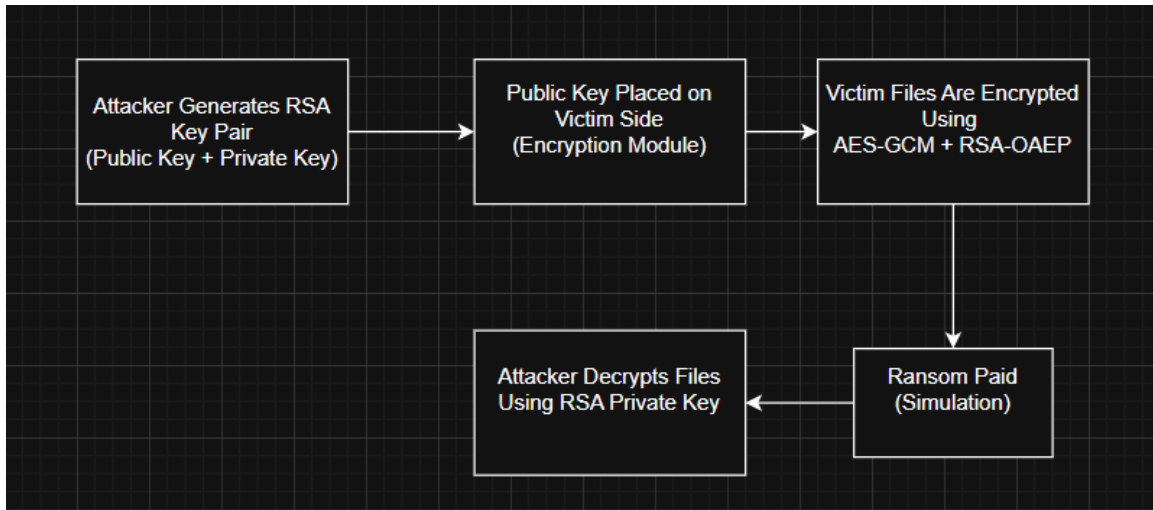 Attacker Generates RSA
Key Pair
(Public Key + Private Key)
Public Key Placed on
Victim Side
(Encryption Module)
Victim Files Are Encrypted
Using
AES-GCM + RSA-OAEP
Ransom Paid
(Simulation)
Attacker Decrypts Files
Using RSA Private Key